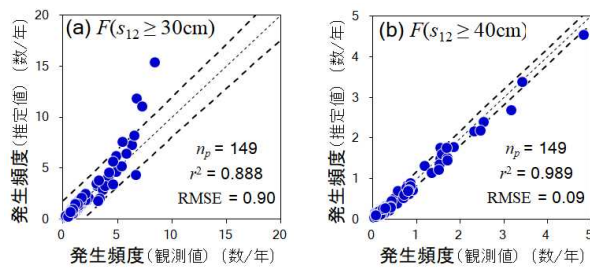 (a) F(s₁₂ ≥ 30cm)
発生頻度(推定値) (数/年)
20
15
10
5
0
n_p = 149
r² = 0.888
RMSE = 0.90
0 5 10 15 20
発生頻度(観測値) (数/年)
(b) F(s₁₂ ≥ 40cm)
発生頻度(推定値) (数/年)
5
4
3
2
1
0
n_p = 149
r² = 0.989
RMSE = 0.09
0 1 2 3 4 5
発生頻度(観測値) (数/年)